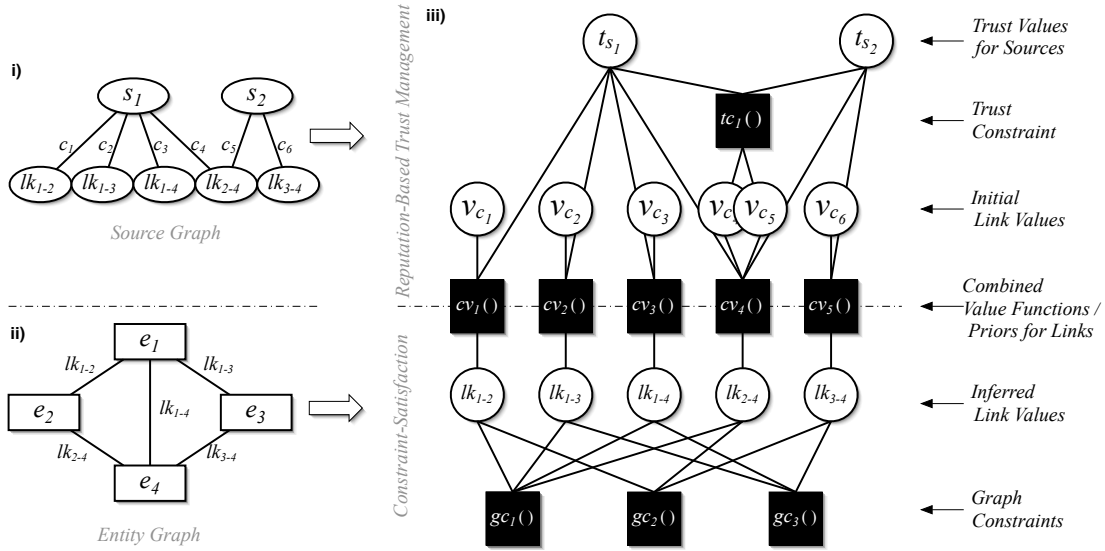 i)
s1 s2
c1 c2 c3 c4 c5 c6
lk1-2 lk1-3 lk1-4 lk2-4 lk3-4
Source Graph
ii)
e1
lk1-2 lk1-3
e2 lk1-4 e3
lk2-4 lk3-4
e4
Entity Graph
Reputation-Based Trust Management
Constraint-Satisfaction
iii)
ts1 ts2
Trust Values
for Sources
tc1()
Trust
Constraint
vc1 vc2 vc3 vc4 vc5 vc6
Initial
Link Values
cv1() cv2() cv3() cv4() cv5()
Combined
Value Functions /
Priors for Links
lk1-2 lk1-3 lk1-4 lk2-4 lk3-4
Inferred
Link Values
gc1() gc2() gc3()
Graph
Constraints